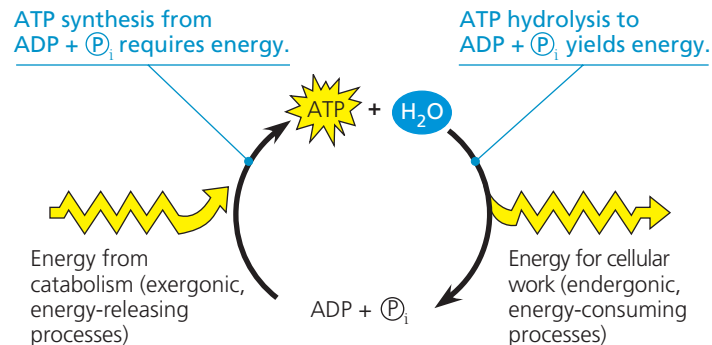 ATP synthesis from
ADP + Ⓟi requires energy.
ATP hydrolysis to
ADP + Ⓟi yields energy.
ATP + H₂O
Energy from
catabolism (exergonic,
energy-releasing
processes)
ADP + Ⓟi
Energy for cellular
work (endergonic,
energy-consuming
processes)